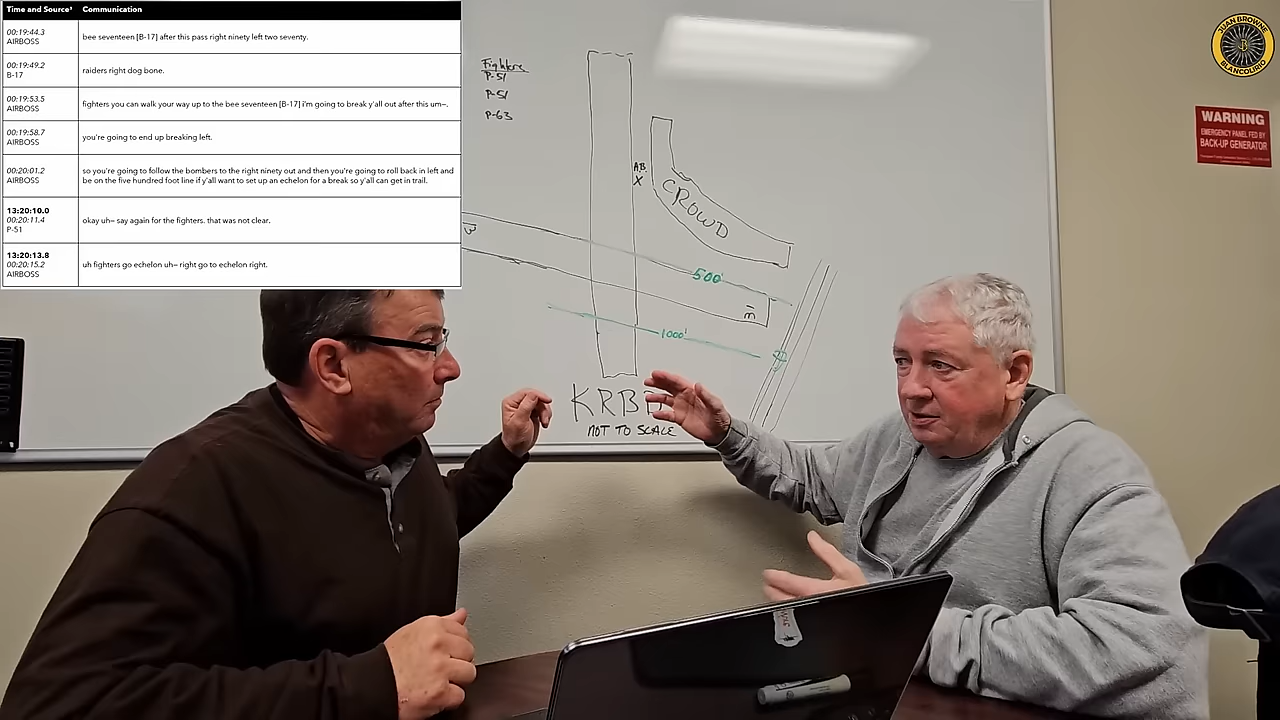 Time and Source¹ Communication
00:19:44.3
AIRBOSS
bee seventeen [B-17] after this pass right ninety left two seventy.
00:19:49.2
B-17
raiders right dog bone.
00:19:53.5
AIRBOSS
fighters you can walk your way up to the bee seventeen [B-17] i'm going to break y'all out after this um–.
00:19:58.7
AIRBOSS
you're going to end up breaking left.
00:20:01.2
AIRBOSS
so you're going to follow the bombers to the right ninety out and then you're going to roll back in left and
be on the five hundred foot line if y'all want to set up an echelon for a break so y'all can get in trail.
13:20:10.0
00:20:11.4
P-51
okay uh– say again for the fighters. that was not clear.
13:20:13.8
00:20:15.2
AIRBOSS
uh fighters go echelon uh– right go to echelon right.
Fighters
P-51
P-51
P-63
AB
X
CROWD
500'
1000'
KRB
NOT TO SCALE
JUAN BROWNE
BLANCOLIRIO
WARNING
EMERGENCY PANEL FED BY
BACK-UP GENERATOR